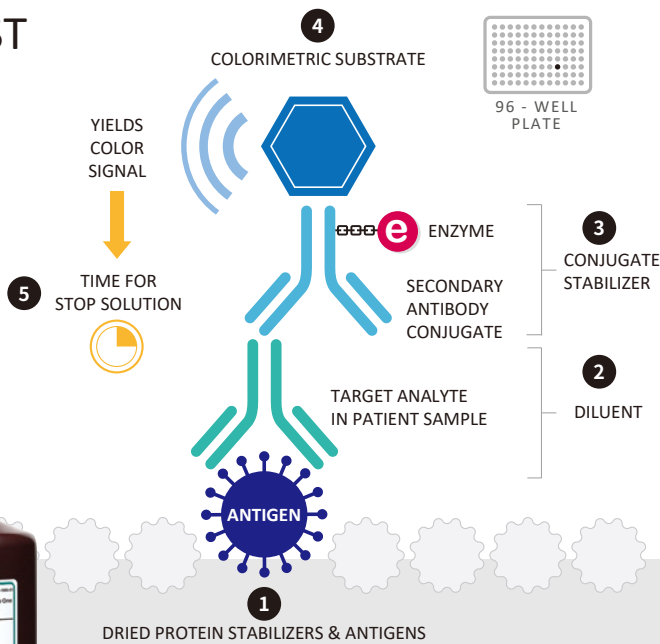 ST
4
COLORIMETRIC SUBSTRATE
96 - WELL
PLATE
YIELDS
COLOR
SIGNAL
e ENZYME
3
CONJUGATE
STABILIZER
SECONDARY
ANTIBODY
CONJUGATE
5
TIME FOR
STOP SOLUTION
2
DILUENT
TARGET ANALYTE
IN PATIENT SAMPLE
ANTIGEN
1
DRIED PROTEIN STABILIZERS & ANTIGENS